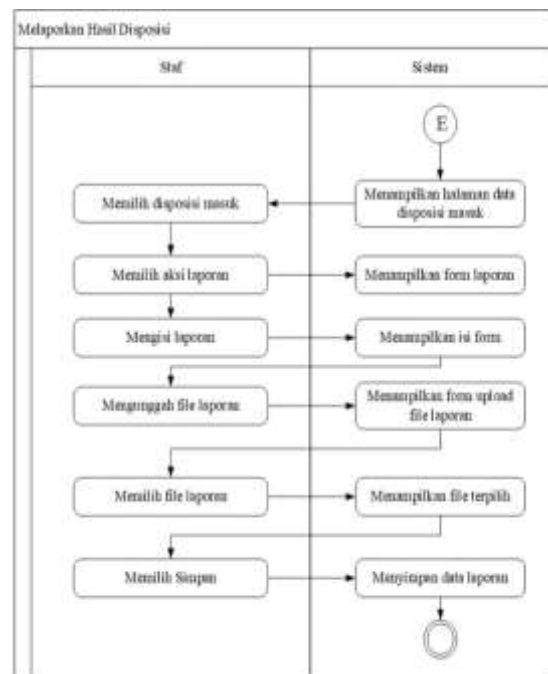 Melaporkan Hasil Disposisi
Staf
Sistem
E
Menampilkan halaman data
disposisi masuk
Memilih disposisi masuk
Memilih aksi laporan
Menampilkan form laporan
Mengisi laporan
Menampilkan isi form
Mengunggah file laporan
Menampilkan form upload
file laporan
Memilih file laporan
Menampilkan file terpilih
Memilih Simpan
Menyimpan data laporan